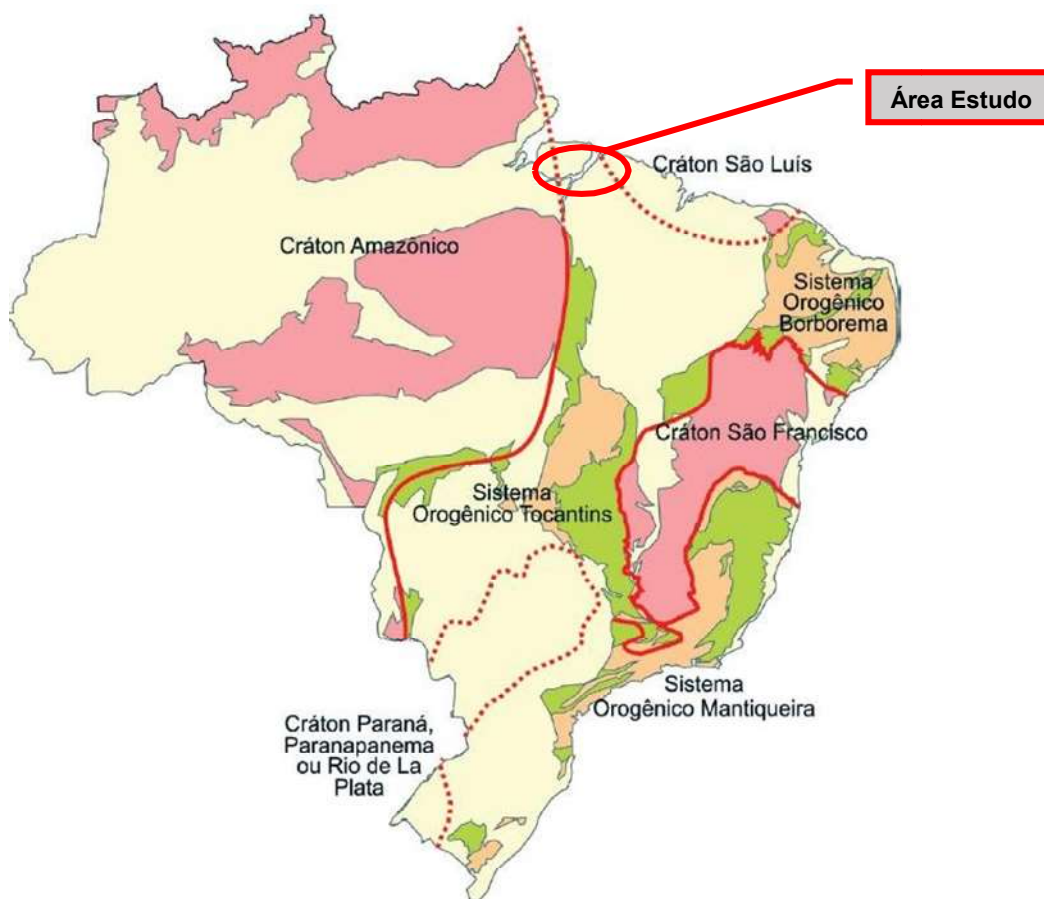 Área Estudo
Cráton São Luís
Cráton Amazônico
Sistema
Orogênico
Borborema
Cráton São Francisco
Sistema
Orogênico Tocantins
Sistema
Orogênico Mantiqueira
Cráton Paraná,
Paranapanema
ou Rio de La
Plata